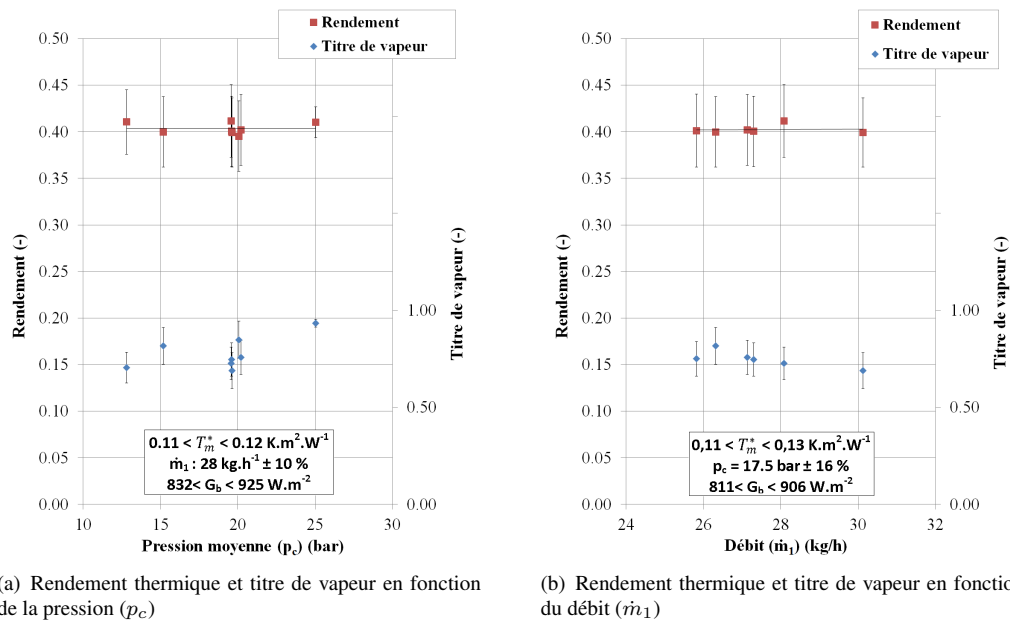 Rendement
Titre de vapeur
0.50
0.45
0.40
0.35
0.30
0.25
0.20
0.15
0.10
0.05
0.00
Rendement (-)
1.00
0.50
0.00
Titre de vapeur (-)
0.11 < T*m < 0.12 K.m².W⁻¹
ṁ₁ : 28 kg.h⁻¹ ± 10 %
832< G_b < 925 W.m⁻²
10 15 20 25 30
Pression moyenne (p_c) (bar)
(a) Rendement thermique et titre de vapeur en fonction
de la pression (p_c)
Rendement
Titre de vapeur
0.50
0.45
0.40
0.35
0.30
0.25
0.20
0.15
0.10
0.05
0.00
Rendement (-)
1.00
0.50
0.00
Titre de vapeur (-)
0,11 < T*m < 0,13 K.m².W⁻¹
p_c = 17.5 bar ± 16 %
811< G_b < 906 W.m⁻²
24 26 28 30 32
Débit (ṁ₁) (kg/h)
(b) Rendement thermique et titre de vapeur en fonctio
du débit (ṁ₁)